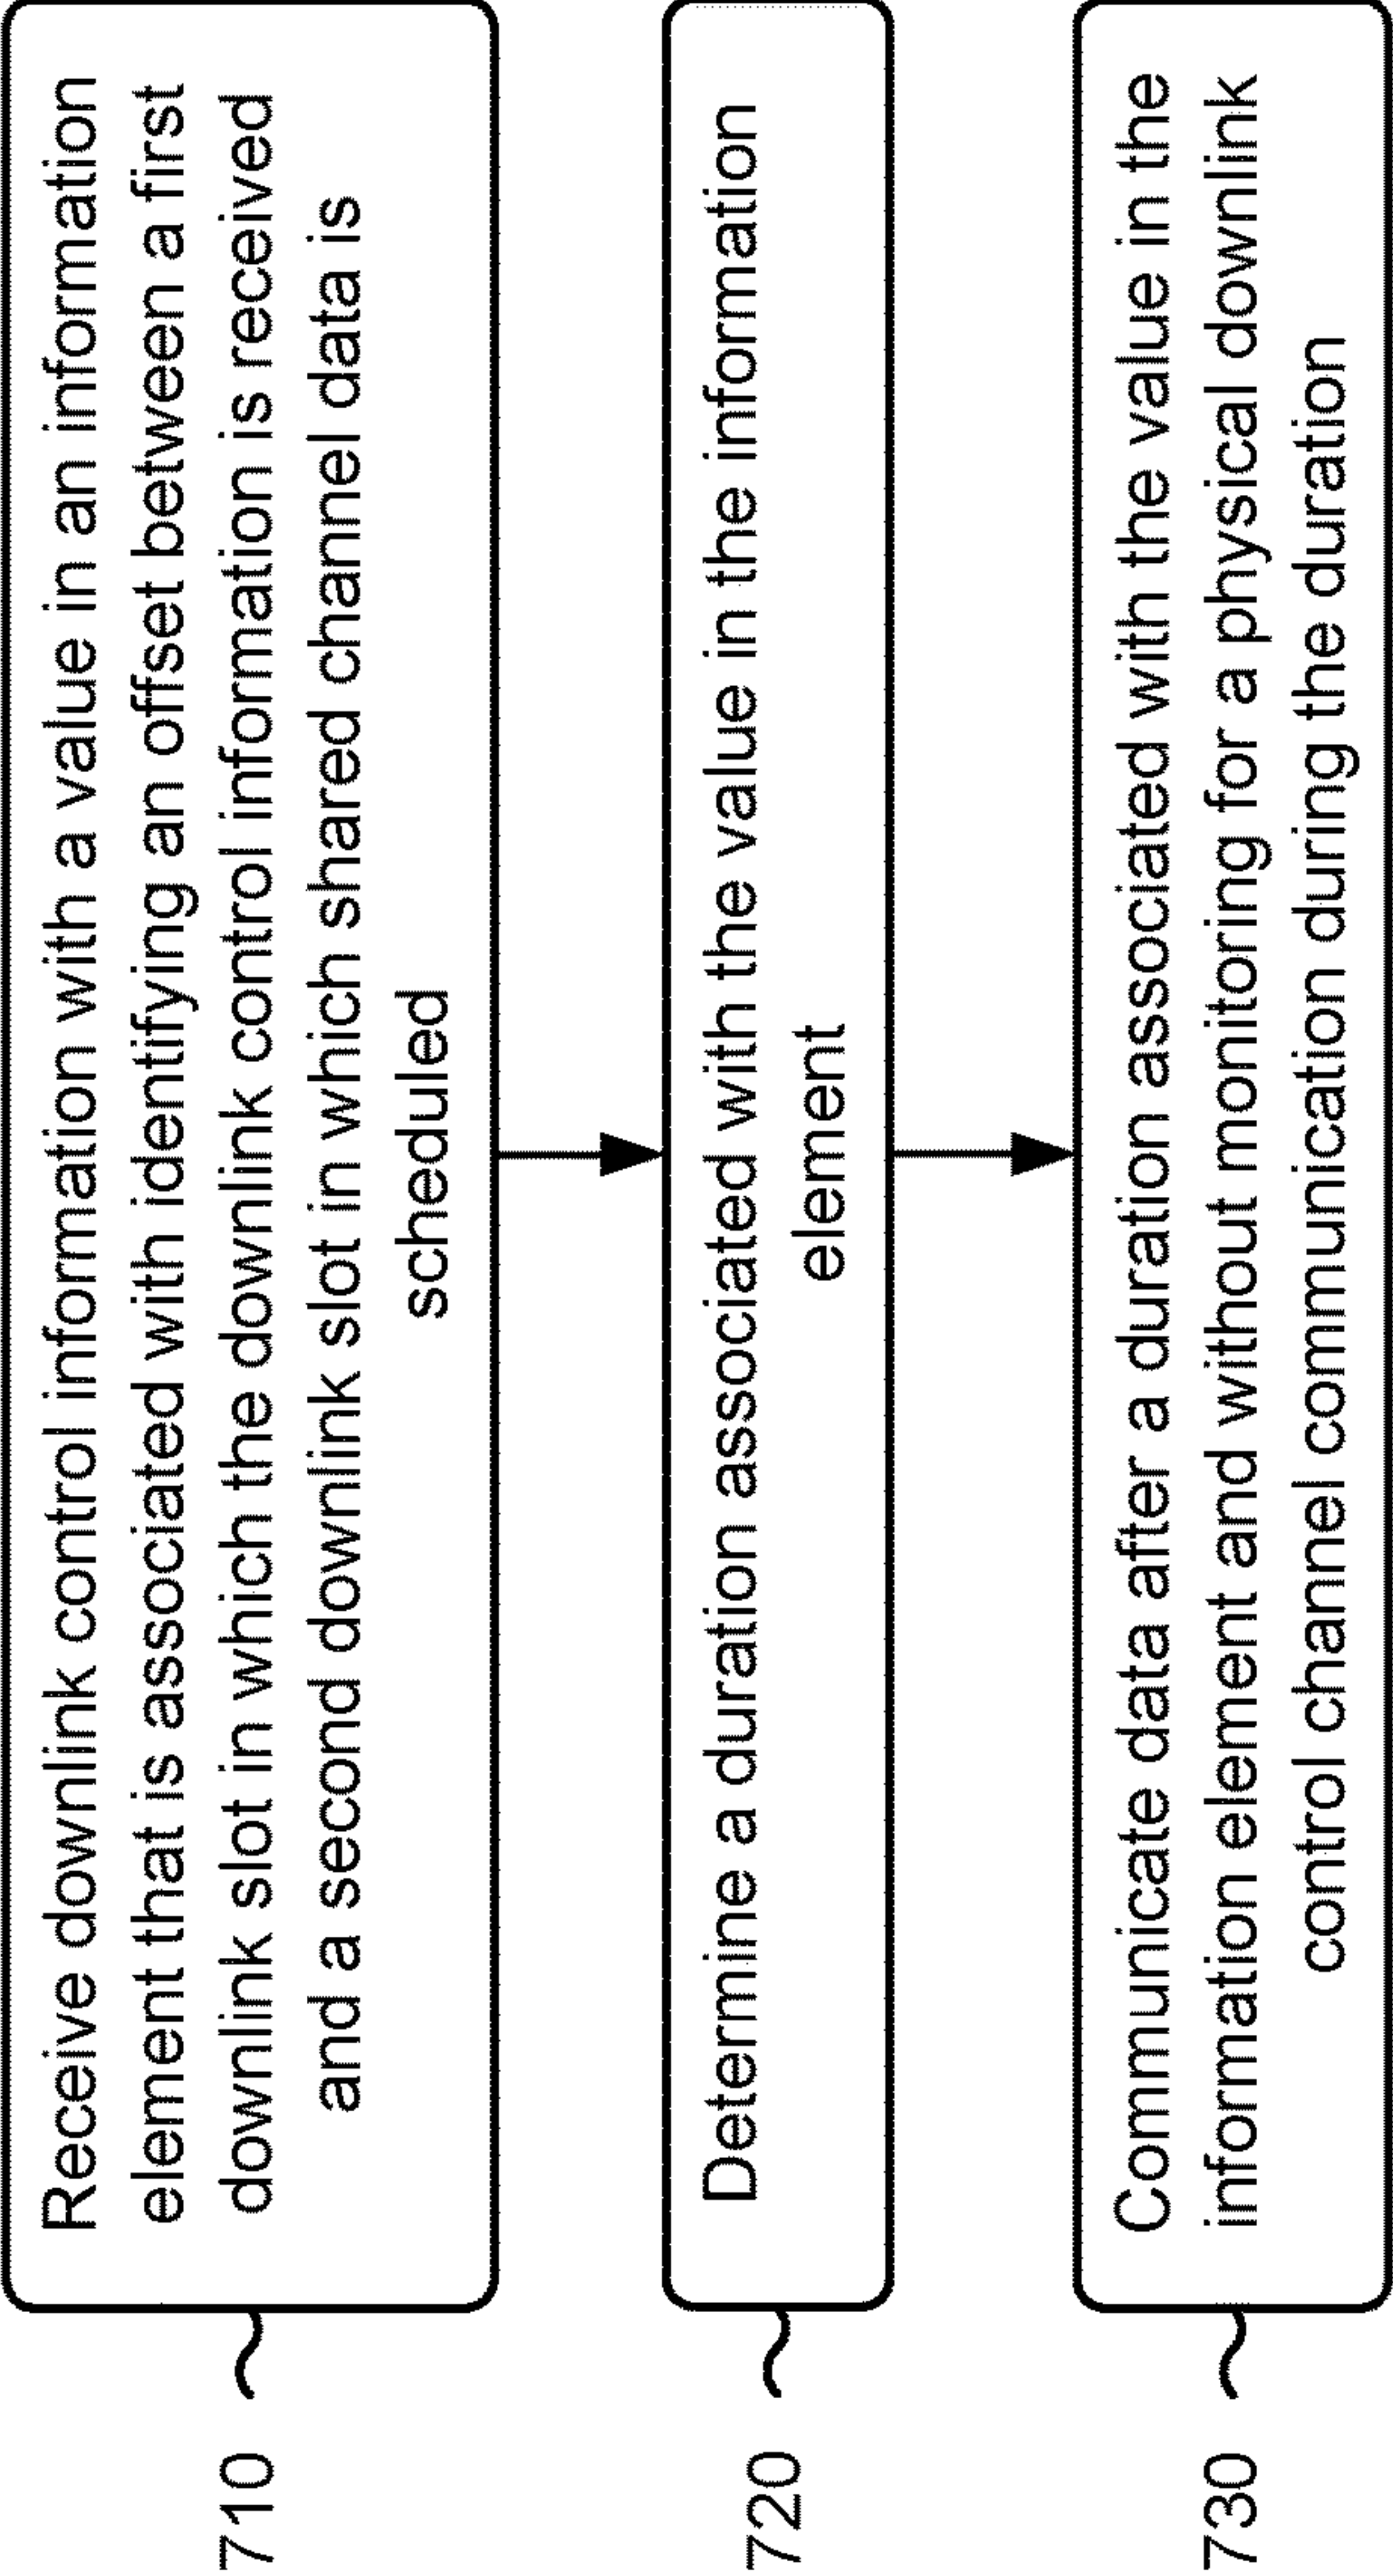 710
Receive downlink control information with a value in an information
element that is associated with identifying an offset between a first
downlink slot in which the downlink control information is received
and a second downlink slot in which shared channel data is
scheduled
720
Determine a duration associated with the value in the information
element
730
Communicate data after a duration associated with the value in the
information element and without monitoring for a physical downlink
control channel communication during the duration